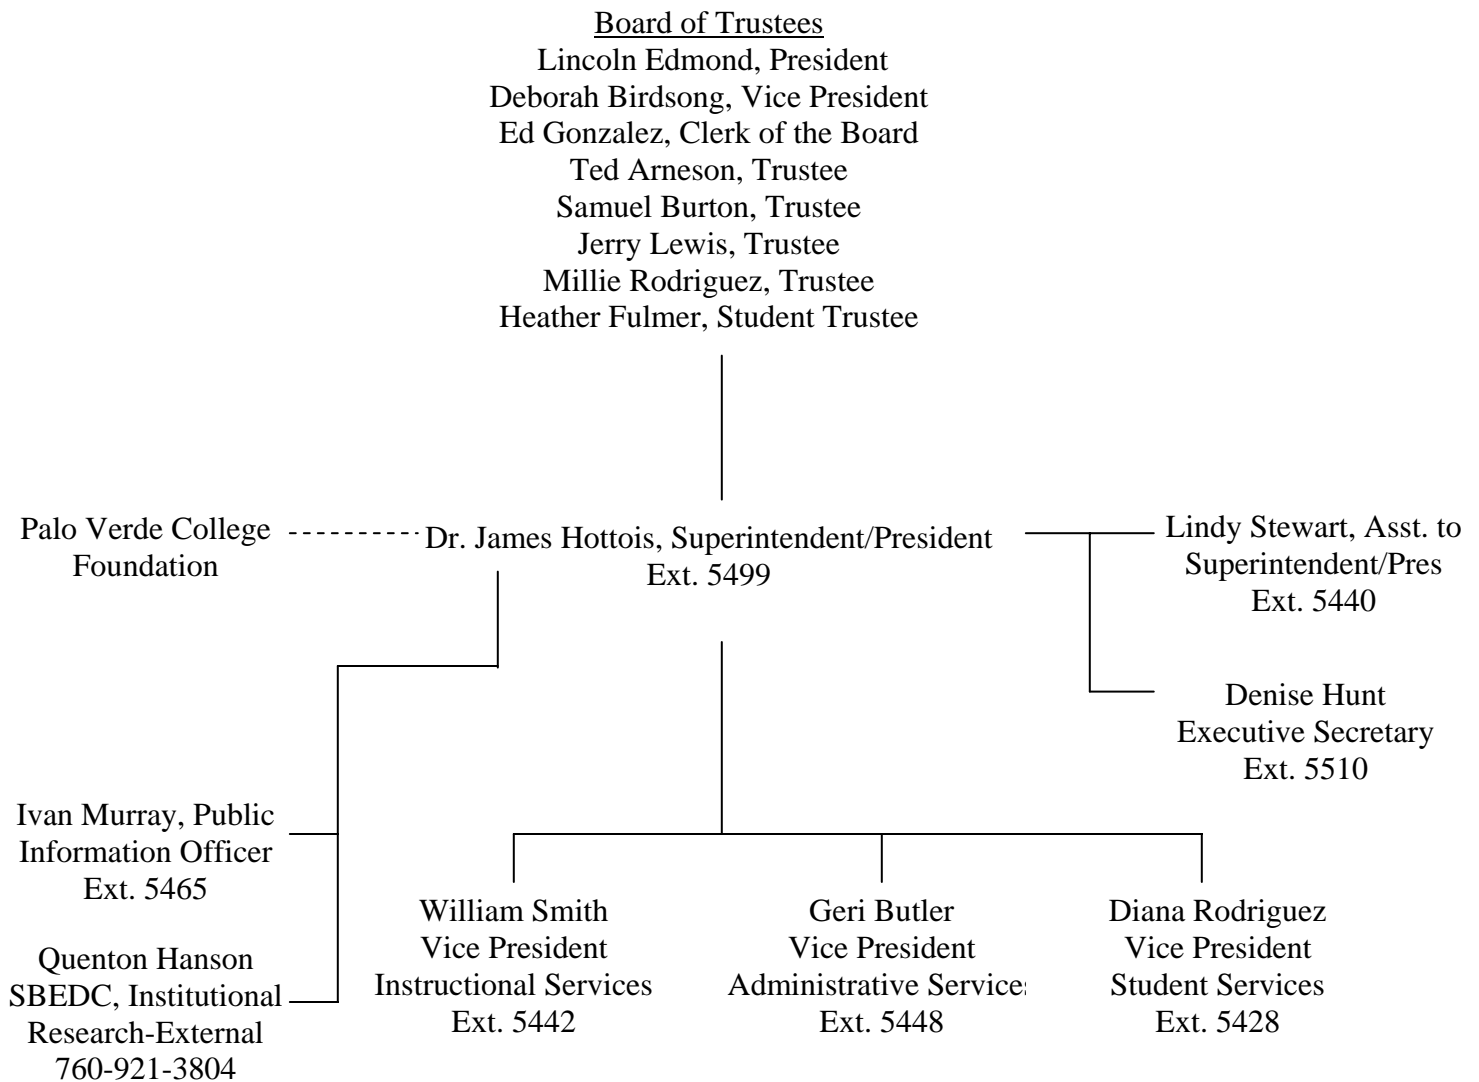 Board of Trustees
Lincoln Edmond, President
Deborah Birdsong, Vice President
Ed Gonzalez, Clerk of the Board
Ted Arneson, Trustee
Samuel Burton, Trustee
Jerry Lewis, Trustee
Millie Rodriguez, Trustee
Heather Fulmer, Student Trustee
Palo Verde College
Foundation
Dr. James Hottois, Superintendent/President
Ext. 5499
Lindy Stewart, Asst. to
Superintendent/Pres
Ext. 5440
Denise Hunt
Executive Secretary
Ext. 5510
Ivan Murray, Public
Information Officer
Ext. 5465
Quenton Hanson
SBEDC, Institutional
Research-External
760-921-3804
William Smith
Vice President
Instructional Services
Ext. 5442
Geri Butler
Vice President
Administrative Services
Ext. 5448
Diana Rodriguez
Vice President
Student Services
Ext. 5428